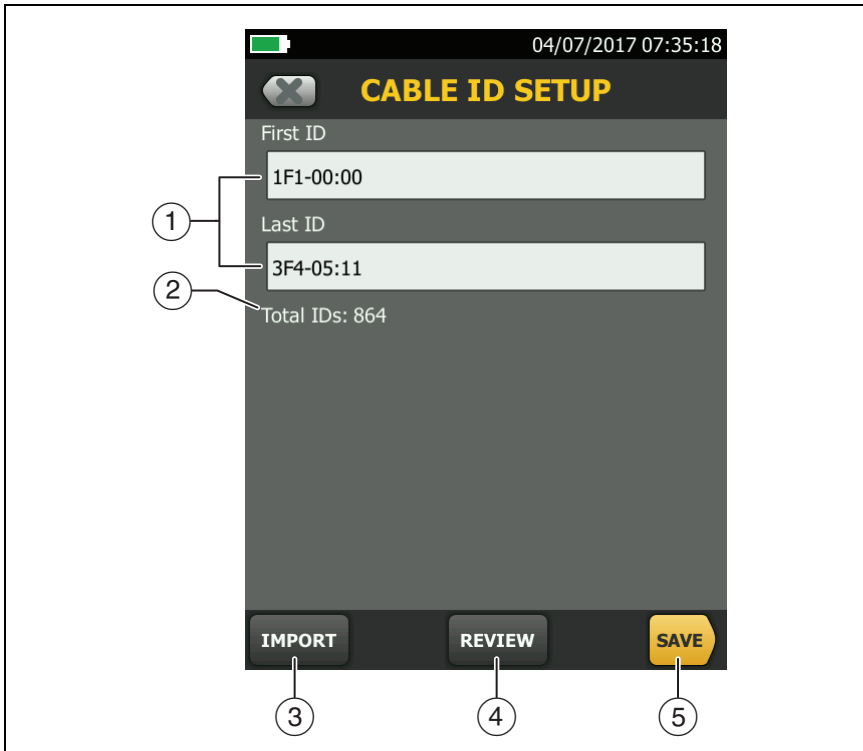 04/07/2017 07:35:18
CABLE ID SETUP
First ID
1F1-00:00
1
Last ID
3F4-05:11
2
Total IDs: 864
IMPORT
REVIEW
SAVE
3
4
5